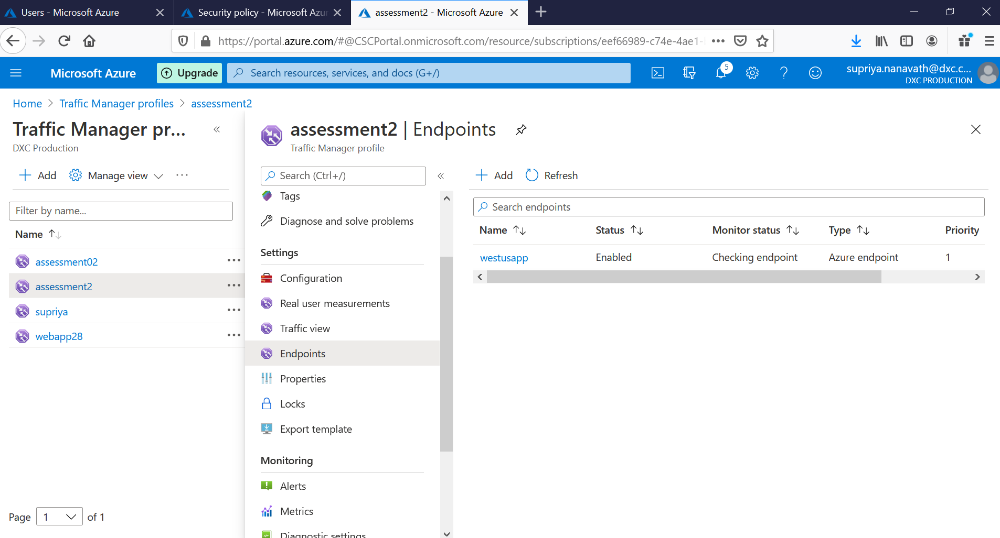 Users - Microsoft Azure
Security policy - Microsoft Azur
assessment2 - Microsoft Azure
https://portal.azure.com/#@CSCPortal.onmicrosoft.com/resource/subscriptions/eef66989-c74e-4ae1-
Microsoft Azure
Upgrade
Search resources, services, and docs (G+/)
5
supriya.nanavath@dxc.c...
DXC PRODUCTION
Home > Traffic Manager profiles > assessment2
Traffic Manager pr...
DXC Production
Add
Manage view
Filter by name...
Name
assessment02
assessment2
supriya
webapp28
Page 1 of 1
assessment2 | Endpoints
Traffic Manager profile
Search (Ctrl+/)
Tags
Diagnose and solve problems
Settings
Configuration
Real user measurements
Traffic view
Endpoints
Properties
Locks
Export template
Monitoring
Alerts
Metrics
Diagnostic settings
Add
Refresh
Search endpoints
Name Status Monitor status Type Priority
westusapp Enabled Checking endpoint Azure endpoint 1